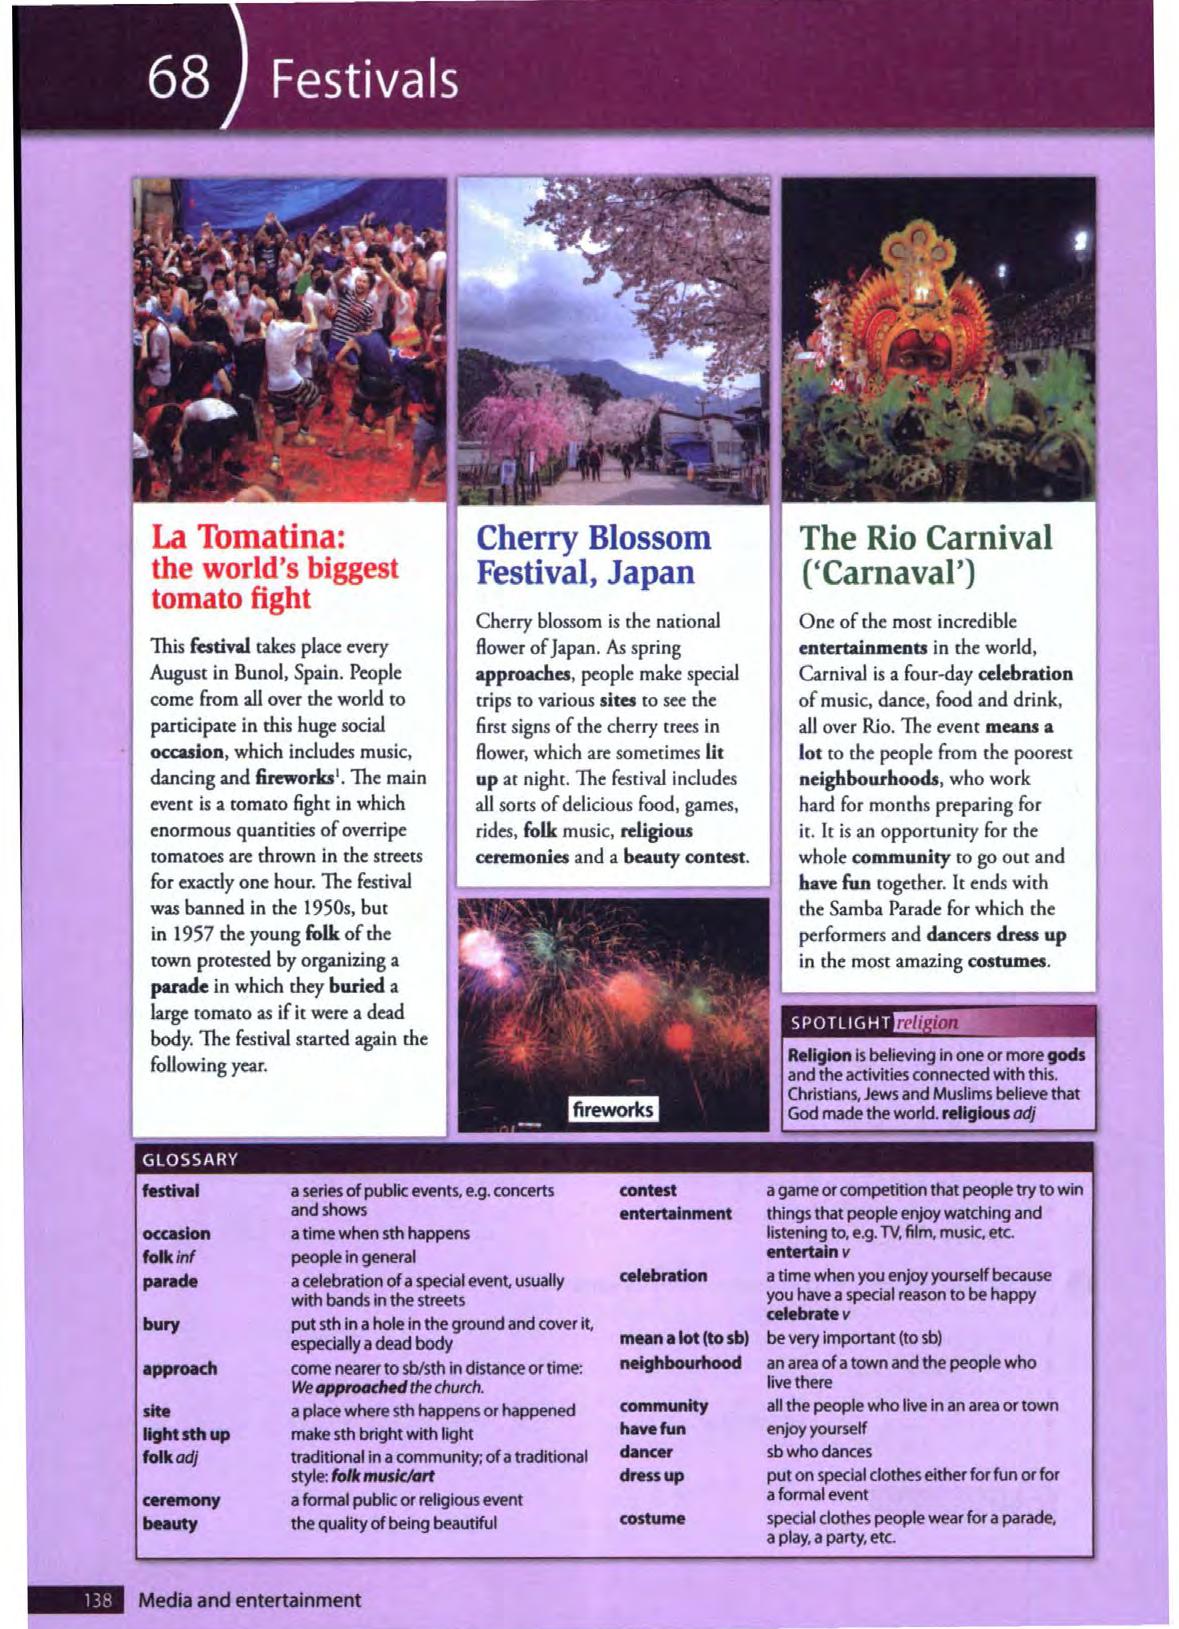 68 Festivals
La Tomatina:
the world's biggest
tomato fight
This festival takes place every
August in Bunol, Spain. People
come from all over the world to
participate in this huge social
occasion, which includes music,
dancing and fireworks¹. The main
event is a tomato fight in which
enormous quantities of overripe
tomatoes are thrown in the streets
for exactly one hour. The festival
was banned in the 1950s, but
in 1957 the young folk of the
town protested by organizing a
parade in which they buried a
large tomato as if it were a dead
body. The festival started again the
following year.
Cherry Blossom
Festival, Japan
Cherry blossom is the national
flower of Japan. As spring
approaches, people make special
trips to various sites to see the
first signs of the cherry trees in
flower, which are sometimes lit
up at night. The festival includes
all sorts of delicious food, games,
rides, folk music, religious
ceremonies and a beauty contest.
fireworks
The Rio Carnival
('Carnaval')
One of the most incredible
entertainments in the world,
Carnival is a four-day celebration
of music, dance, food and drink,
all over Rio. The event means a
lot to the people from the poorest
neighbourhoods, who work
hard for months preparing for
it. It is an opportunity for the
whole community to go out and
have fun together. It ends with
the Samba Parade for which the
performers and dancers dress up
in the most amazing costumes.
SPOTLIGHT religion
Religion is believing in one or more gods
and the activities connected with this.
Christians, Jews and Muslims believe that
God made the world. religious adj
GLOSSARY
festival a series of public events, e.g. concerts
and shows
occasion a time when sth happens
folk inf people in general
parade a celebration of a special event, usually
with bands in the streets
bury put sth in a hole in the ground and cover it,
especially a dead body
approach come nearer to sb/sth in distance or time:
We approached the church.
site a place where sth happens or happened
light sth up make sth bright with light
folk adj traditional in a community; of a traditional
style: folk music/art
ceremony a formal public or religious event
beauty the quality of being beautiful
contest a game or competition that people try to win
entertainment things that people enjoy watching and
listening to, e.g. TV, film, music, etc.
entertain v
celebration a time when you enjoy yourself because
you have a special reason to be happy
celebrate v
mean a lot (to sb) be very important (to sb)
neighbourhood an area of a town and the people who
live there
community all the people who live in an area or town
have fun enjoy yourself
dancer sb who dances
dress up put on special clothes either for fun or for
a formal event
costume special clothes people wear for a parade,
a play, a party, etc.
138 Media and entertainment